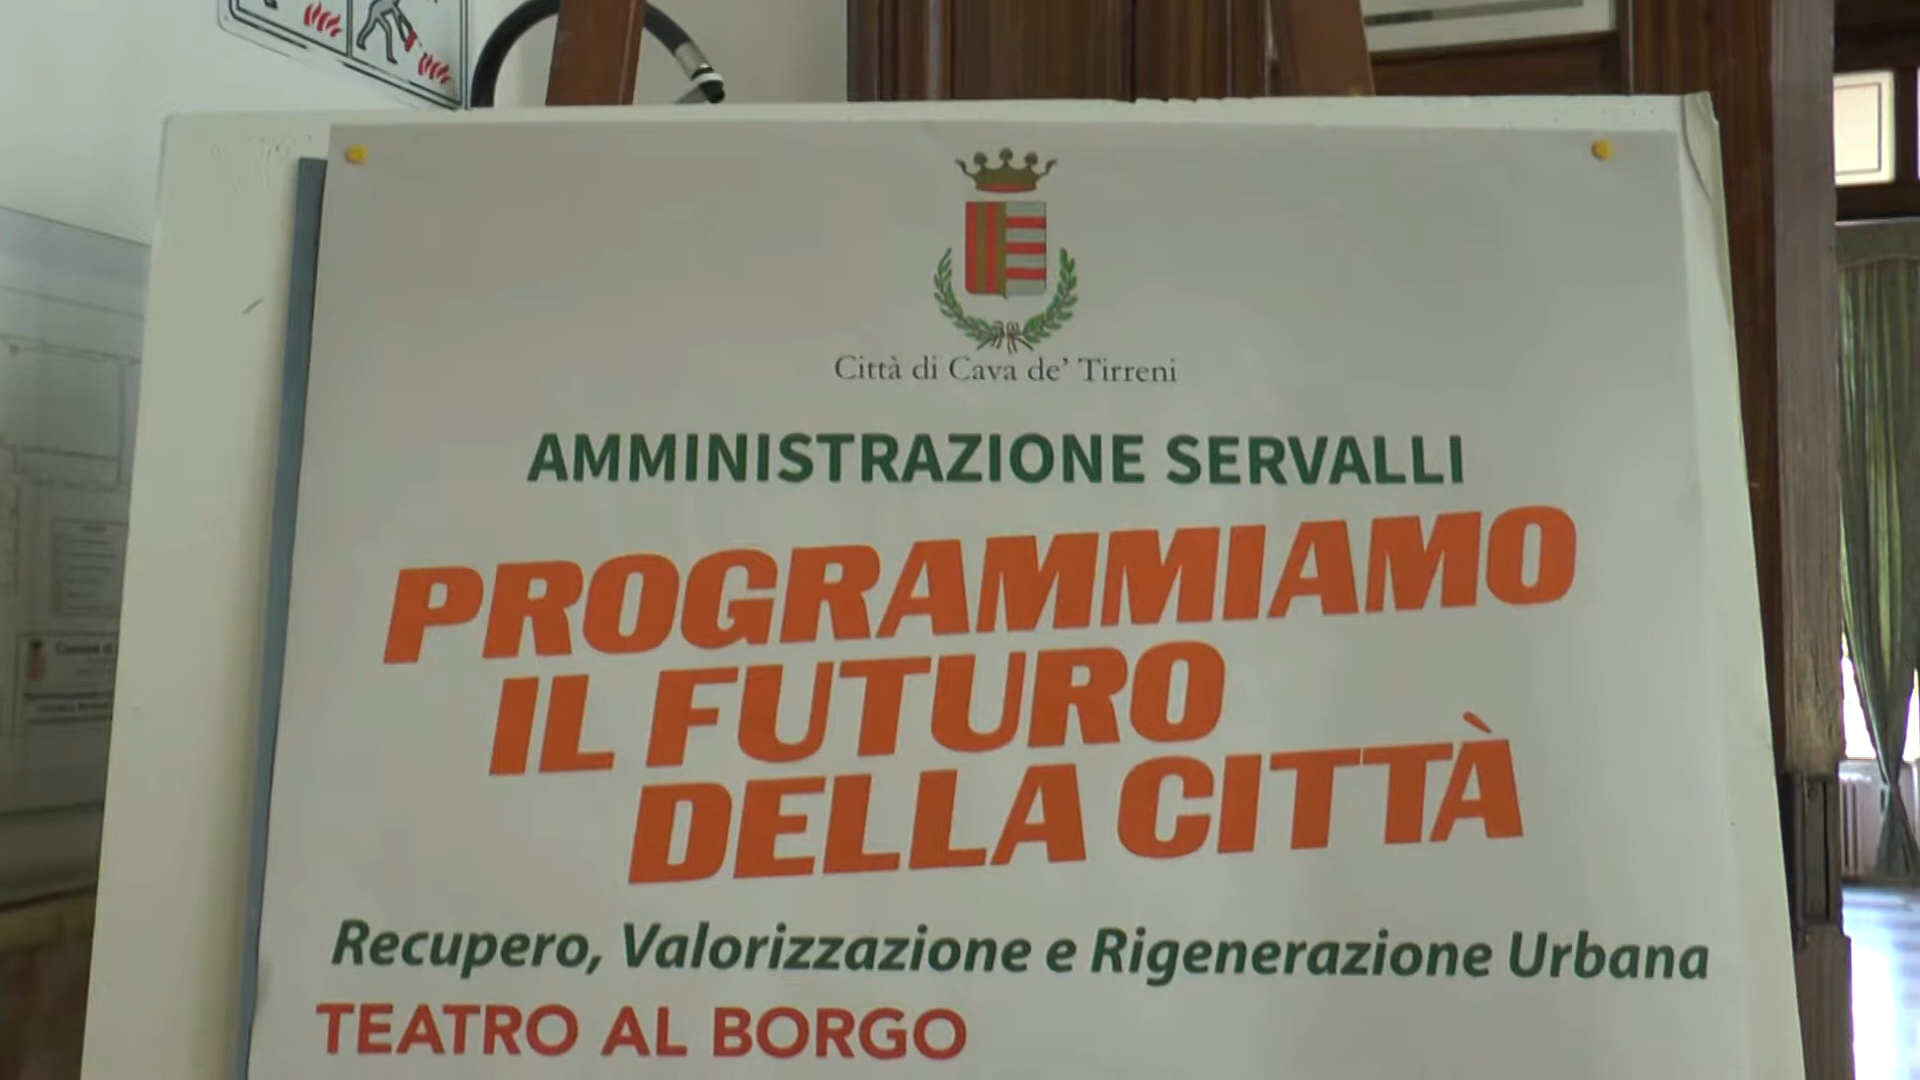 Città di Cava de' Tirreni
AMMINISTRAZIONE SERVALLI
PROGRAMMIAMO
IL FUTURO
DELLA CITTÀ
Recupero, Valorizzazione e Rigenerazione Urbana
TEATRO AL BORGO